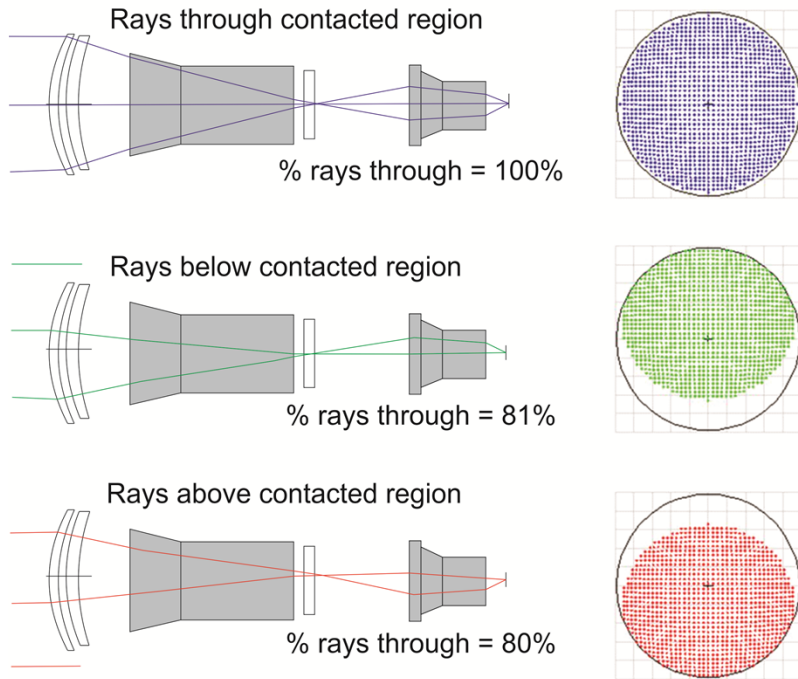 Rays through contacted region
% rays through = 100%
Rays below contacted region
% rays through = 81%
Rays above contacted region
% rays through = 80%